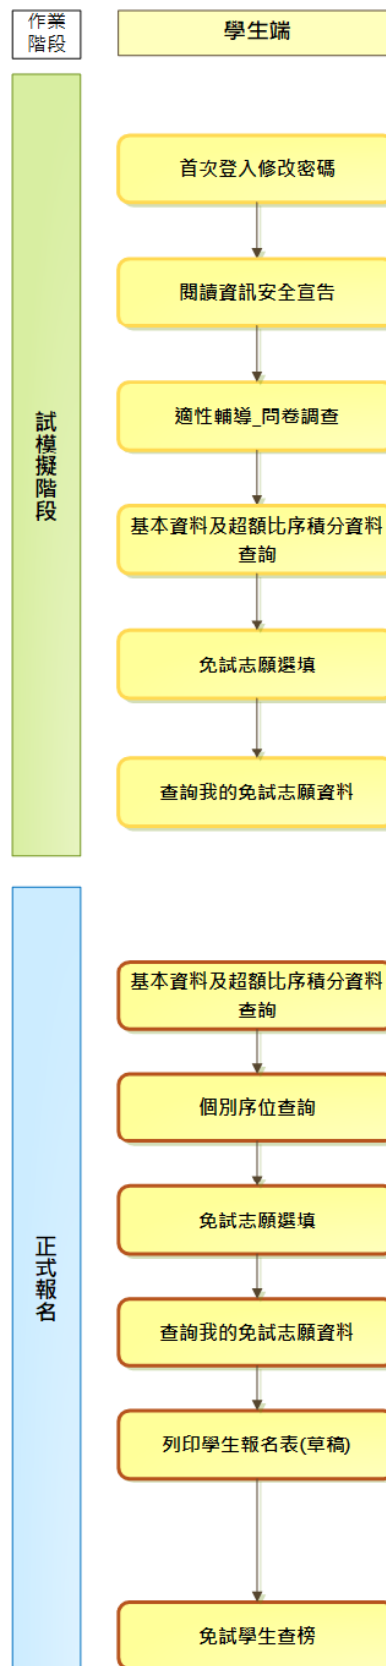 作業
階段
學生端
試模擬階段
首次登入修改密碼
閱讀資訊安全宣告
適性輔導_問卷調查
基本資料及超額比序積分資料
查詢
免試志願選填
查詢我的免試志願資料
正式報名
基本資料及超額比序積分資料
查詢
個別序位查詢
免試志願選填
查詢我的免試志願資料
列印學生報名表(草稿)
免試學生查榜